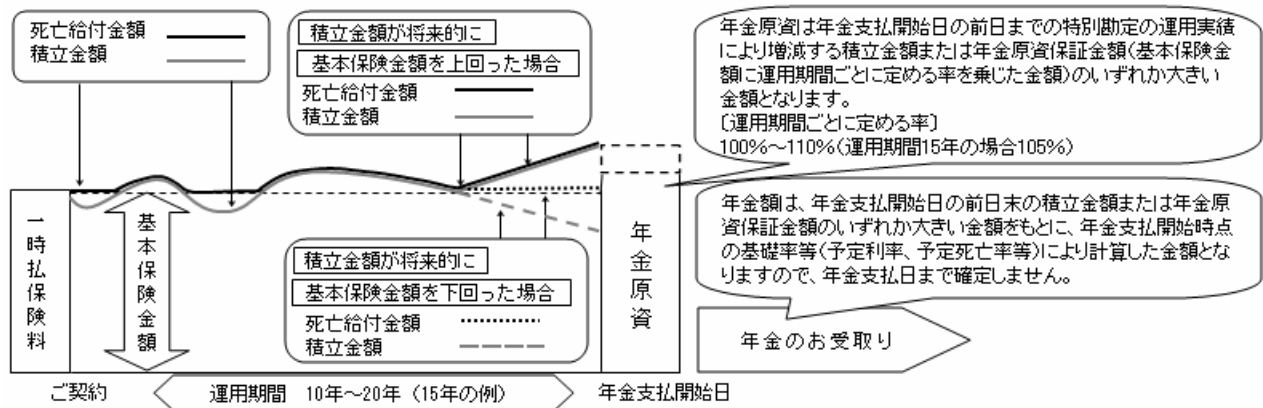 死亡給付金額
積立金額
積立金額が将来的に
基本保険金額を上回った場合
死亡給付金額
積立金額
年金原資は年金支払開始日の前日までの特別勘定の運用実績
により増減する積立金額または年金原資保証金額(基本保険金
額に運用期間ごとに定める率を乗じた金額)のいずれか大きい
金額となります。
〔運用期間ごとに定める率〕
100%~110%(運用期間15年の場合105%)
年金額は、年金支払開始日の前日末の積立金額または年金原
資保証金額のいずれか大きい金額をもとに、年金支払開始時点
の基礎率等(予定利率、予定死亡率等)により計算した金額とな
りますので、年金支払日まで確定しません。
一時払保険料
基本保険金額
積立金額が将来的に
基本保険金額を下回った場合
死亡給付金額
積立金額
年金原資
年金のお受取り
ご契約
運用期間 10年~20年 (15年の例)
年金支払開始日